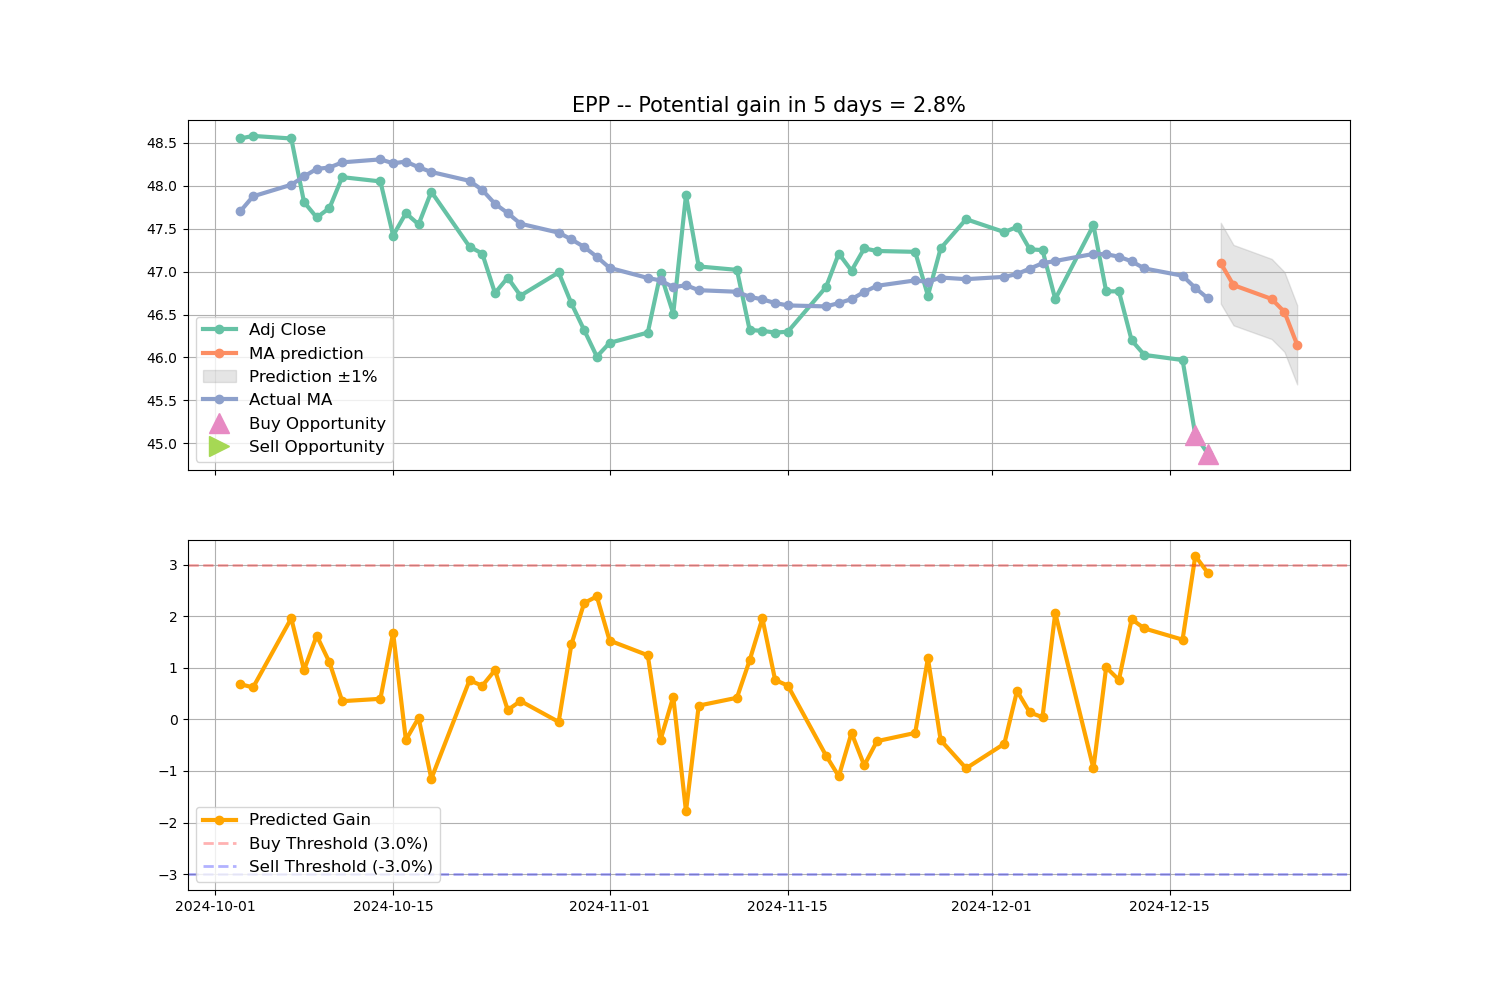 EPP -- Potential gain in 5 days = 2.8%
48.5
48.0
47.5
47.0
46.5
46.0
45.5
45.0
Adj Close
MA prediction
Prediction ±1%
Actual MA
Buy Opportunity
Sell Opportunity
3
2
1
0
−1
−2
−3
Predicted Gain
Buy Threshold (3.0%)
Sell Threshold (-3.0%)
2024-10-01 2024-10-15 2024-11-01 2024-11-15 2024-12-01 2024-12-15